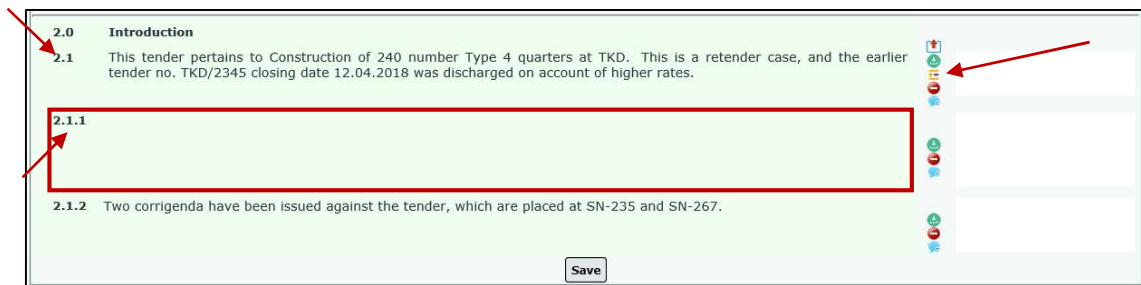 2.0 Introduction
2.1 This tender pertains to Construction of 240 number Type 4 quarters at TKD. This is a retender case, and the earlier
tender no. TKD/2345 closing date 12.04.2018 was discharged on account of higher rates.
2.1.1
2.1.2 Two corrigenda have been issued against the tender, which are placed at SN-235 and SN-267.
Save